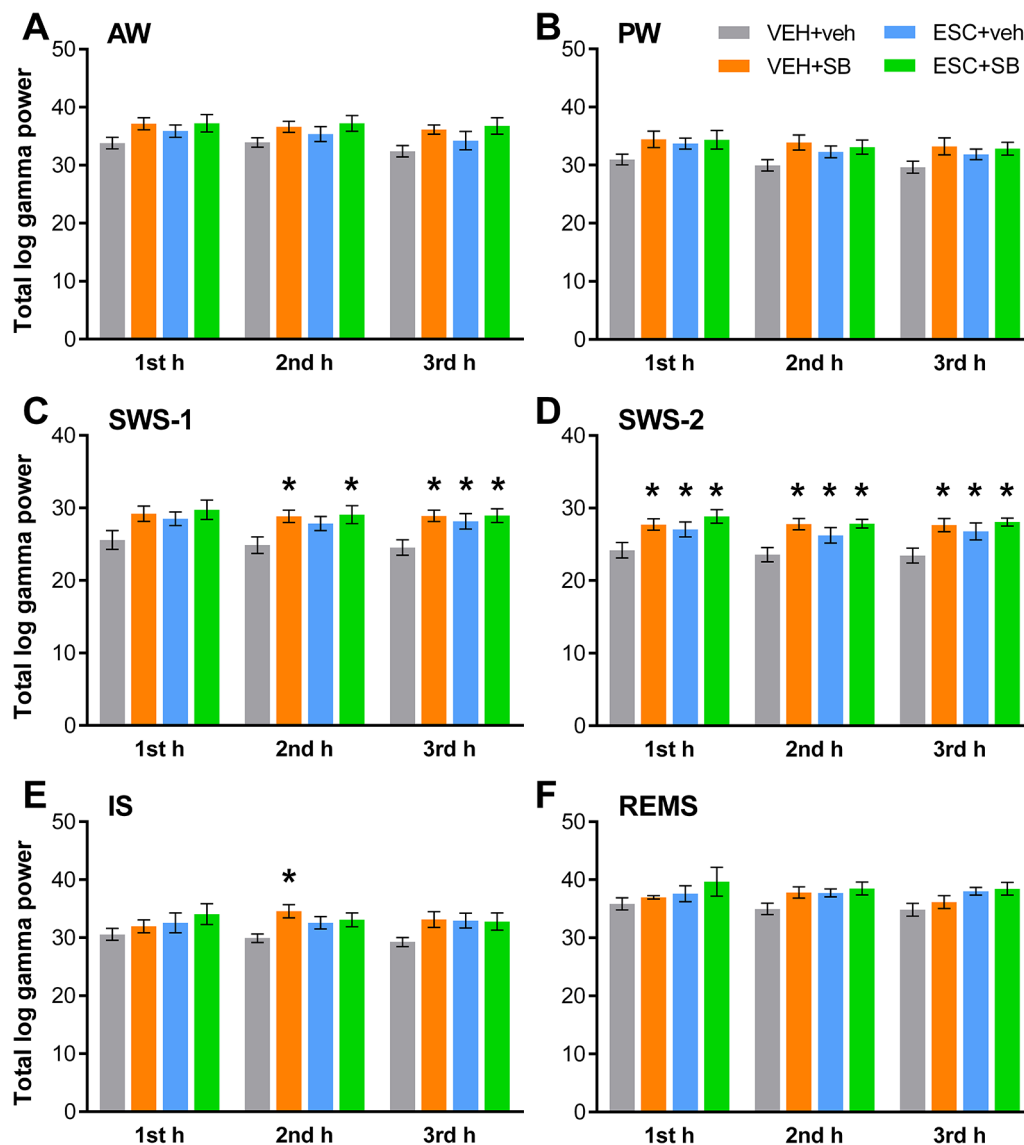 A AW
Total log gamma power
50
40
30
20
10
0
1st h 2nd h 3rd h
B PW
VEH+veh ESC+veh
VEH+SB ESC+SB
50
40
30
20
10
0
1st h 2nd h 3rd h
C SWS-1
Total log gamma power
40
30
20
10
0
* * * * *
1st h 2nd h 3rd h
D SWS-2
40
30
20
10
0
* * * * * * * * *
1st h 2nd h 3rd h
E IS
Total log gamma power
50
40
30
20
10
0
*
1st h 2nd h 3rd h
F REMS
50
40
30
20
10
0
1st h 2nd h 3rd h